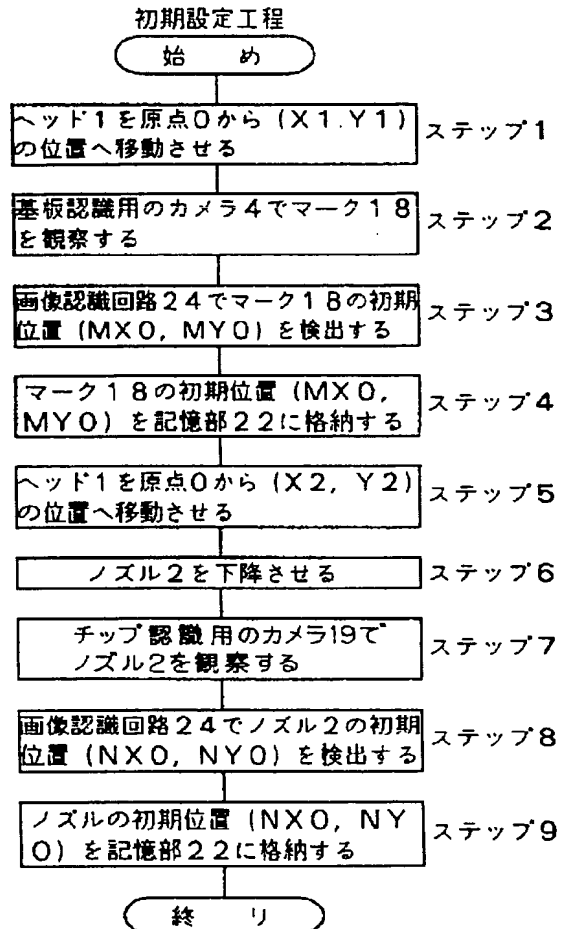 初期設定工程
始 め
ヘッド1を原点0から(X1.Y1)
の位置へ移動させる
ステップ1
基板認識用のカメラ4でマーク18
を観察する
ステップ2
画像認識回路24でマーク18の初期
位置(MX0,MY0)を検出する
ステップ3
マーク18の初期位置(MX0,
MY0)を記憶部22に格納する
ステップ4
ヘッド1を原点0から(X2,Y2)
の位置へ移動させる
ステップ5
ノズル2を下降させる
ステップ6
チップ認識用のカメラ19で
ノズル2を観察する
ステップ7
画像認識回路24でノズル2の初期
位置(NX0,NY0)を検出する
ステップ8
ノズルの初期位置(NX0,NY
0)を記憶部22に格納する
ステップ9
終 り